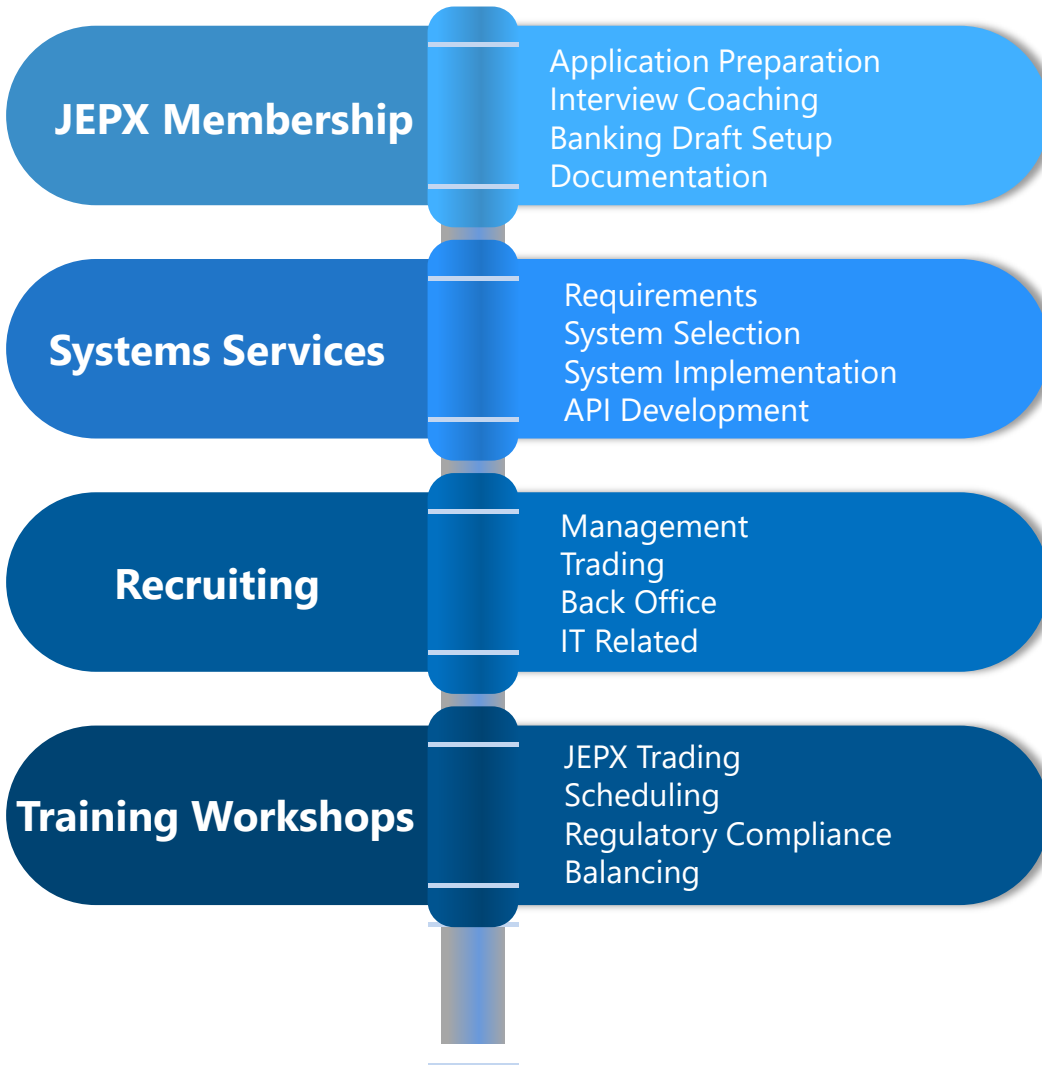 JEPX Membership
Application Preparation
Interview Coaching
Banking Draft Setup
Documentation
Systems Services
Requirements
System Selection
System Implementation
API Development
Recruiting
Management
Trading
Back Office
IT Related
Training Workshops
JEPX Trading
Scheduling
Regulatory Compliance
Balancing